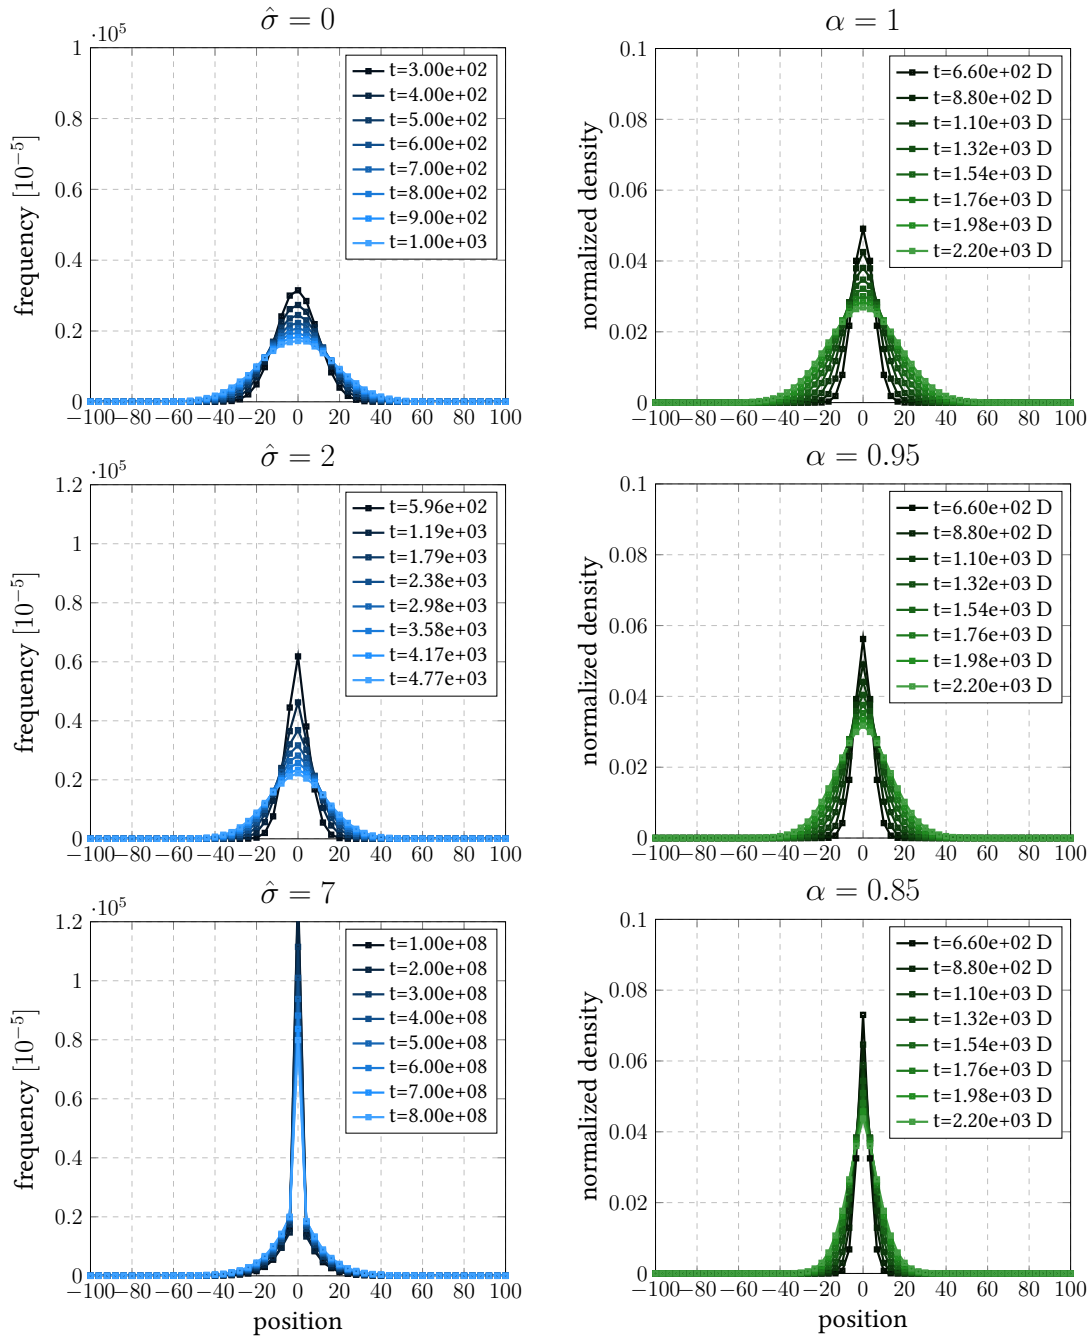 σ̂ = 0
·10⁵
frequency [10⁻⁵]
1
0.8
0.6
0.4
0.2
0
−100−80 −60 −40 −20 0 20 40 60 80 100
t=3.00e+02
t=4.00e+02
t=5.00e+02
t=6.00e+02
t=7.00e+02
t=8.00e+02
t=9.00e+02
t=1.00e+03
α = 1
normalized density
0.1
0.08
0.06
0.04
0.02
0
−100−80 −60 −40 −20 0 20 40 60 80 100
t=6.60e+02 D
t=8.80e+02 D
t=1.10e+03 D
t=1.32e+03 D
t=1.54e+03 D
t=1.76e+03 D
t=1.98e+03 D
t=2.20e+03 D
σ̂ = 2
·10⁵
frequency [10⁻⁵]
1.2
1
0.8
0.6
0.4
0.2
0
−100−80 −60 −40 −20 0 20 40 60 80 100
t=5.96e+02
t=1.19e+03
t=1.79e+03
t=2.38e+03
t=2.98e+03
t=3.58e+03
t=4.17e+03
t=4.77e+03
α = 0.95
normalized density
0.1
0.08
0.06
0.04
0.02
0
−100−80 −60 −40 −20 0 20 40 60 80 100
t=6.60e+02 D
t=8.80e+02 D
t=1.10e+03 D
t=1.32e+03 D
t=1.54e+03 D
t=1.76e+03 D
t=1.98e+03 D
t=2.20e+03 D
σ̂ = 7
·10⁵
frequency [10⁻⁵]
1.2
1
0.8
0.6
0.4
0.2
0
−100−80 −60 −40 −20 0 20 40 60 80 100
position
t=1.00e+08
t=2.00e+08
t=3.00e+08
t=4.00e+08
t=5.00e+08
t=6.00e+08
t=7.00e+08
t=8.00e+08
α = 0.85
normalized density
0.1
0.08
0.06
0.04
0.02
0
−100−80 −60 −40 −20 0 20 40 60 80 100
position
t=6.60e+02 D
t=8.80e+02 D
t=1.10e+03 D
t=1.32e+03 D
t=1.54e+03 D
t=1.76e+03 D
t=1.98e+03 D
t=2.20e+03 D